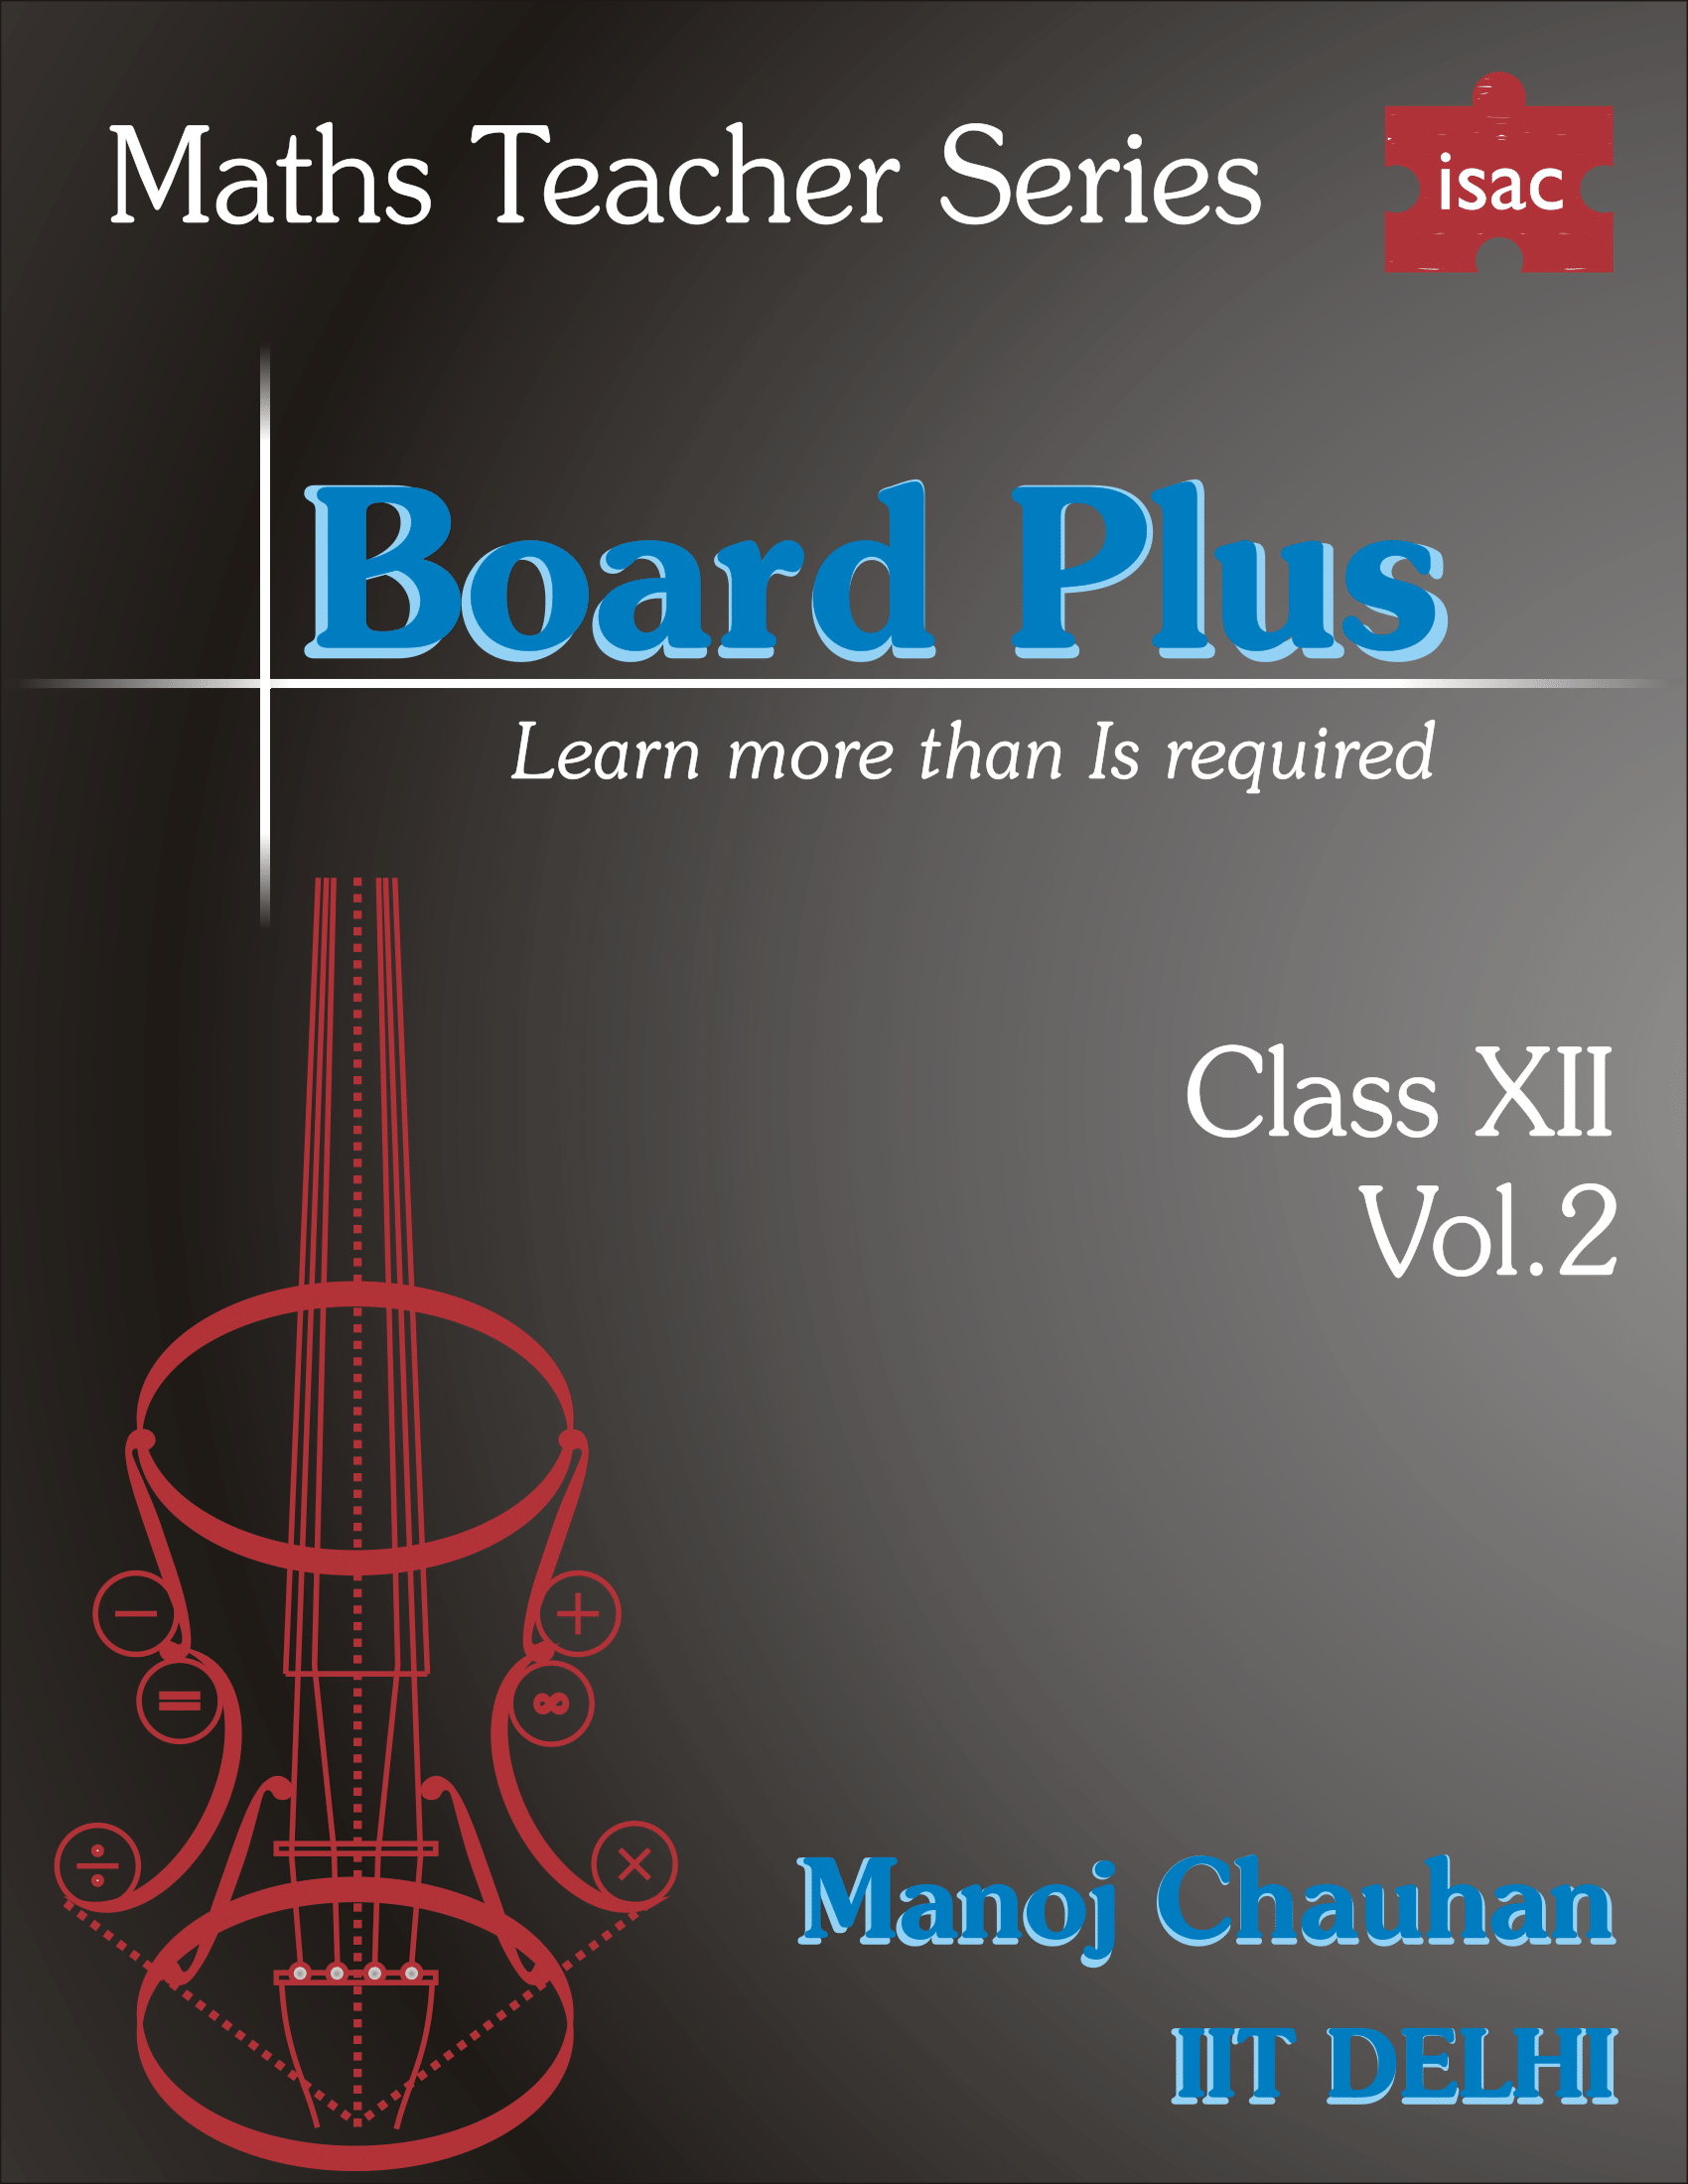 Maths Teacher Series
isac
Board Plus
Learn more than Is required
Class XII
Vol.2
−
+
=
∞
÷
×
Manoj Chauhan
IIT DELHI